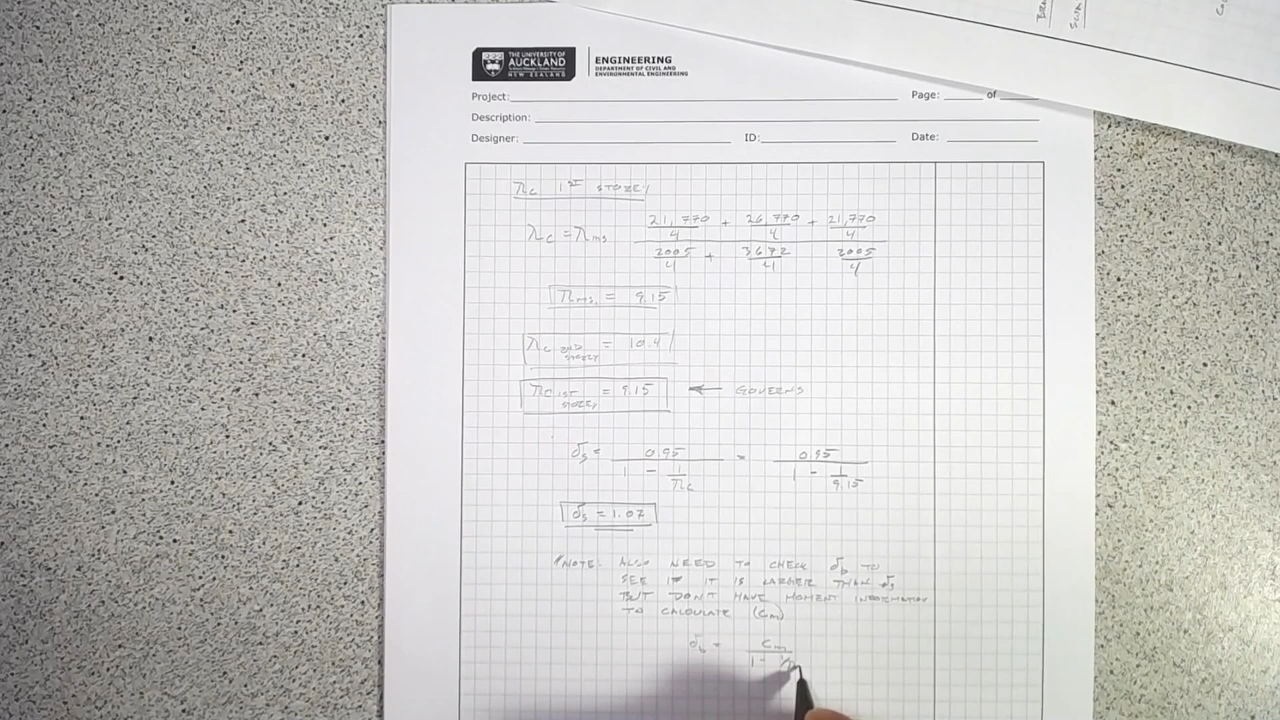 THE UNIVERSITY OF
AUCKLAND
NEW ZEALAND
ENGINEERING
DEPARTMENT OF CIVIL AND
ENVIRONMENTAL ENGINEERING
Project: Page: of
Description:
Designer: ID: Date:
λc 1ST STOREY
λc = λms 21,770/4 + 26,770/4 + 21,770/4
2005/4 + 3672/4 2005/4
λms = 9.15
λc 2ND STOREY = 10.4
λc 1ST STOREY = 9.15 ← GOVERNS
δs = 0.95 / (1 - 1/λc) = 0.95 / (1 - 1/9.15)
δs = 1.07
*NOTE: ALSO NEED TO CHECK δb TO
SEE IF IT IS LARGER THAN δs
BUT DON'T HAVE MOMENT INFORMATION
TO CALCULATE (Cm)
δb = Cm